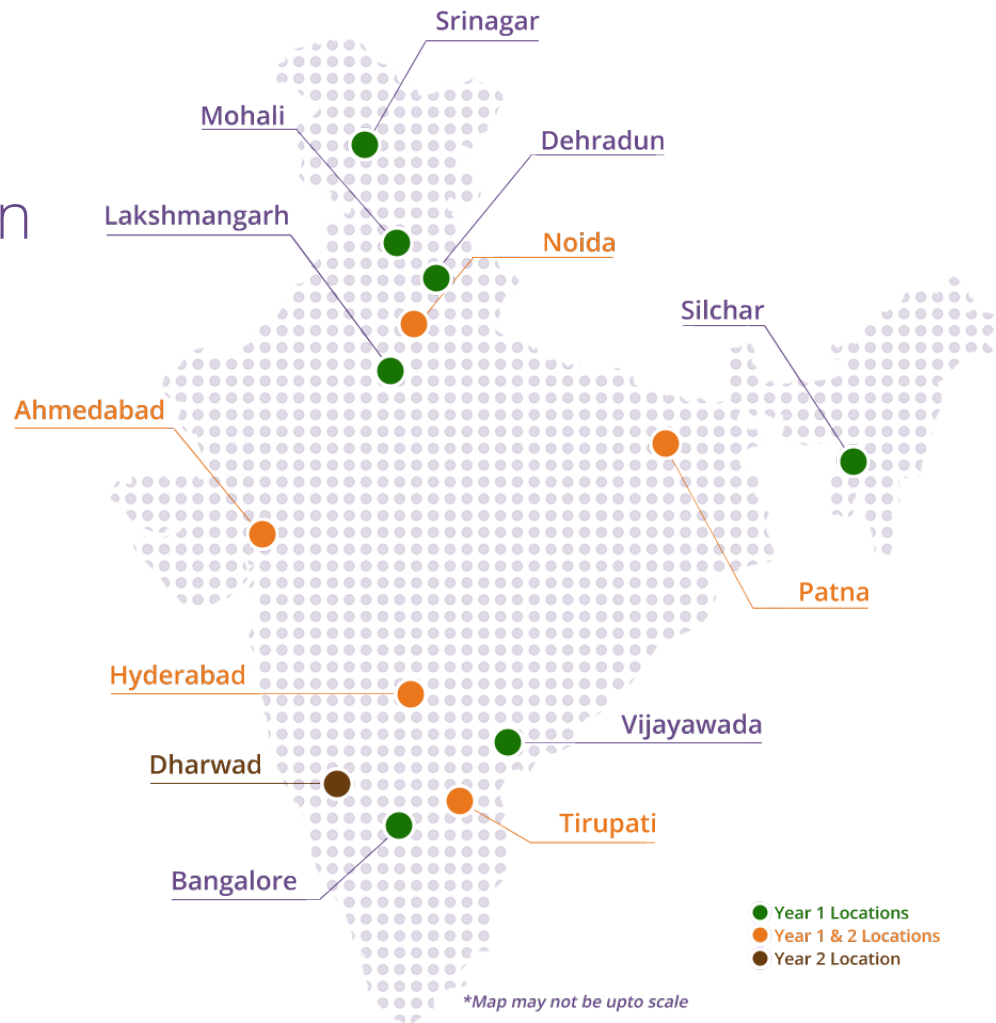 Srinagar
Mohali
Dehradun
n
Lakshmangarh
Noida
Silchar
Ahmedabad
Patna
Hyderabad
Vijayawada
Dharwad
Tirupati
Bangalore
Year 1 Locations
Year 1 & 2 Locations
Year 2 Location
*Map may not be upto scale